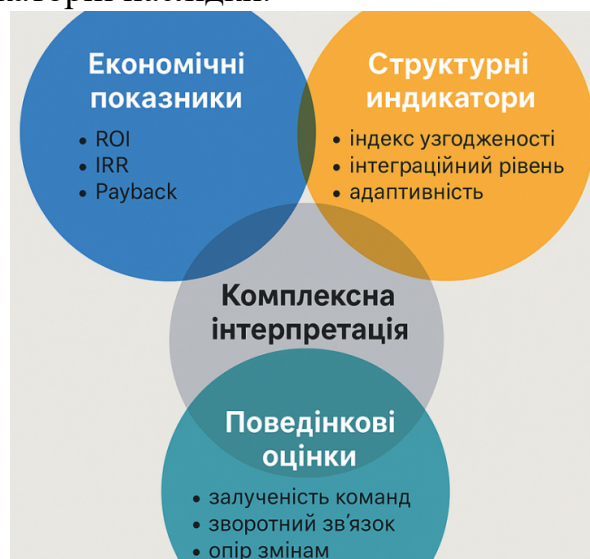 Економічні
показники
• ROI
• IRR
• Payback
Структурні
индикатори
• індекс узгодженості
• інтеграційний рівень
• адаптивність
Комплексна
інтерпретація
Поведінкові
оцінки
• залученість команд
• зворотний зв'язок
• опір змінам